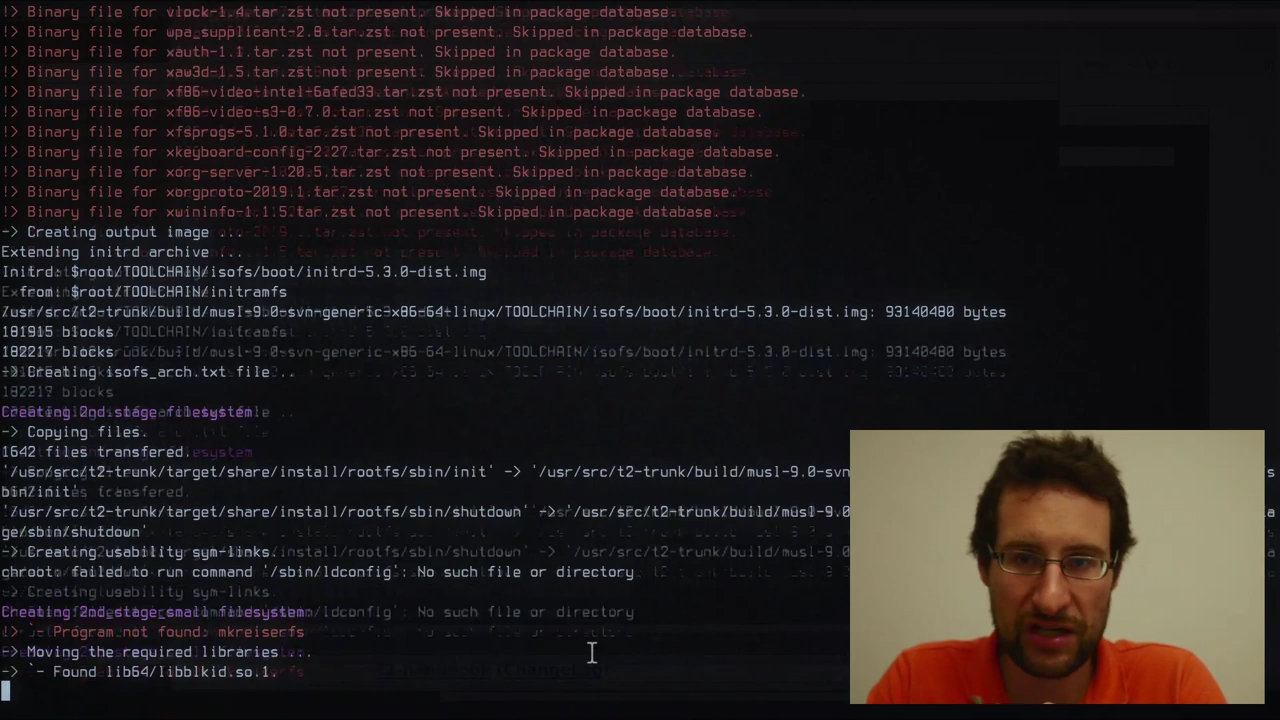 !> Binary file for vlock-1.4.tar.zst not present. Skipped in package database.
!> Binary file for wpa_supplicant-2.8.tar.zst not present. Skipped in package database.
!> Binary file for xauth-1.1.tar.zst not present. Skipped in package database.
!> Binary file for xaw3d-1.5.tar.zst not present. Skipped in package database.
!> Binary file for xf86-video-intel-6afed33.tar.zst not present. Skipped in package database.
!> Binary file for xf86-video-s3-0.7.0.tar.zst not present. Skipped in package database.
!> Binary file for xfsprogs-5.1.0.tar.zst not present. Skipped in package database.
!> Binary file for xkeyboard-config-2.27.tar.zst not present. Skipped in package database.
!> Binary file for xorg-server-1.20.5.tar.zst not present. Skipped in package database.
!> Binary file for xorgproto-2019.1.tar.zst not present. Skipped in package database.
!> Binary file for xwininfo-1.1.5.tar.zst not present. Skipped in package database.
-> Creating output image ...
Extending initrd archive ...
Initrd: $root/TOOLCHAIN/isofs/boot/initrd-5.3.0-dist.img
from: $root/TOOLCHAIN/initramfs
/usr/src/t2-trunk/build/musl-9.0-svn-generic-x86-64-linux/TOOLCHAIN/isofs/boot/initrd-5.3.0-dist.img: 93140480 bytes
181915 blocks
182217 blocks
-> Creating isofs_arch.txt file ..
Creating 2nd stage filesystem
-> Copying files.
1642 files transfered.
'/usr/src/t2-trunk/target/share/install/rootfs/sbin/init' -> '/usr/src/t2-trunk/build/musl-9.0-svn
bin/init'
'/usr/src/t2-trunk/target/share/install/rootfs/sbin/shutdown' -> '/usr/src/t2-trunk/build/musl-9.0
ge/sbin/shutdown'
-> Creating usability sym-links.
chroot: failed to run command '/sbin/ldconfig': No such file or directory
Creating 2nd_stage_small filesystem
!> `- Program not found: mkreiserfs
-> Moving the required libraries ...
-> `- Found lib64/libblkid.so.1.